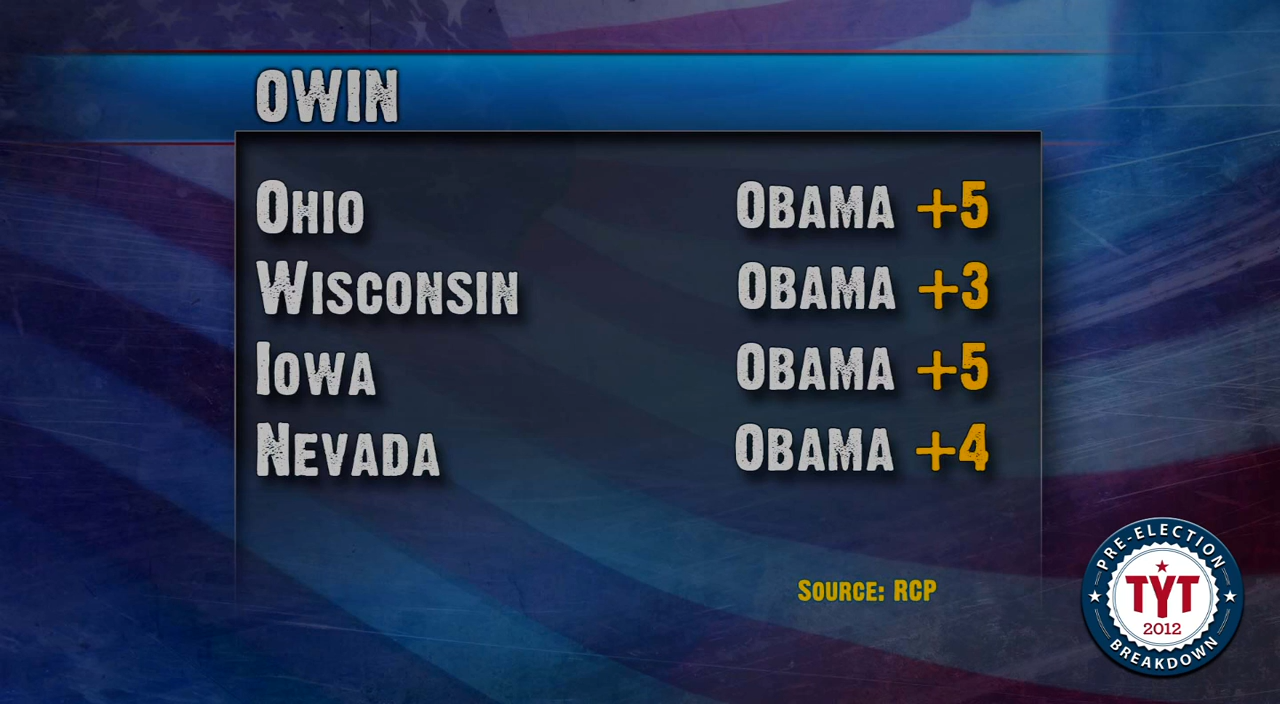 OWIN
OHIO OBAMA +5
WISCONSIN OBAMA +3
IOWA OBAMA +5
NEVADA OBAMA +4
SOURCE: RCP
PRE-ELECTION
TYT
2012
BREAKDOWN